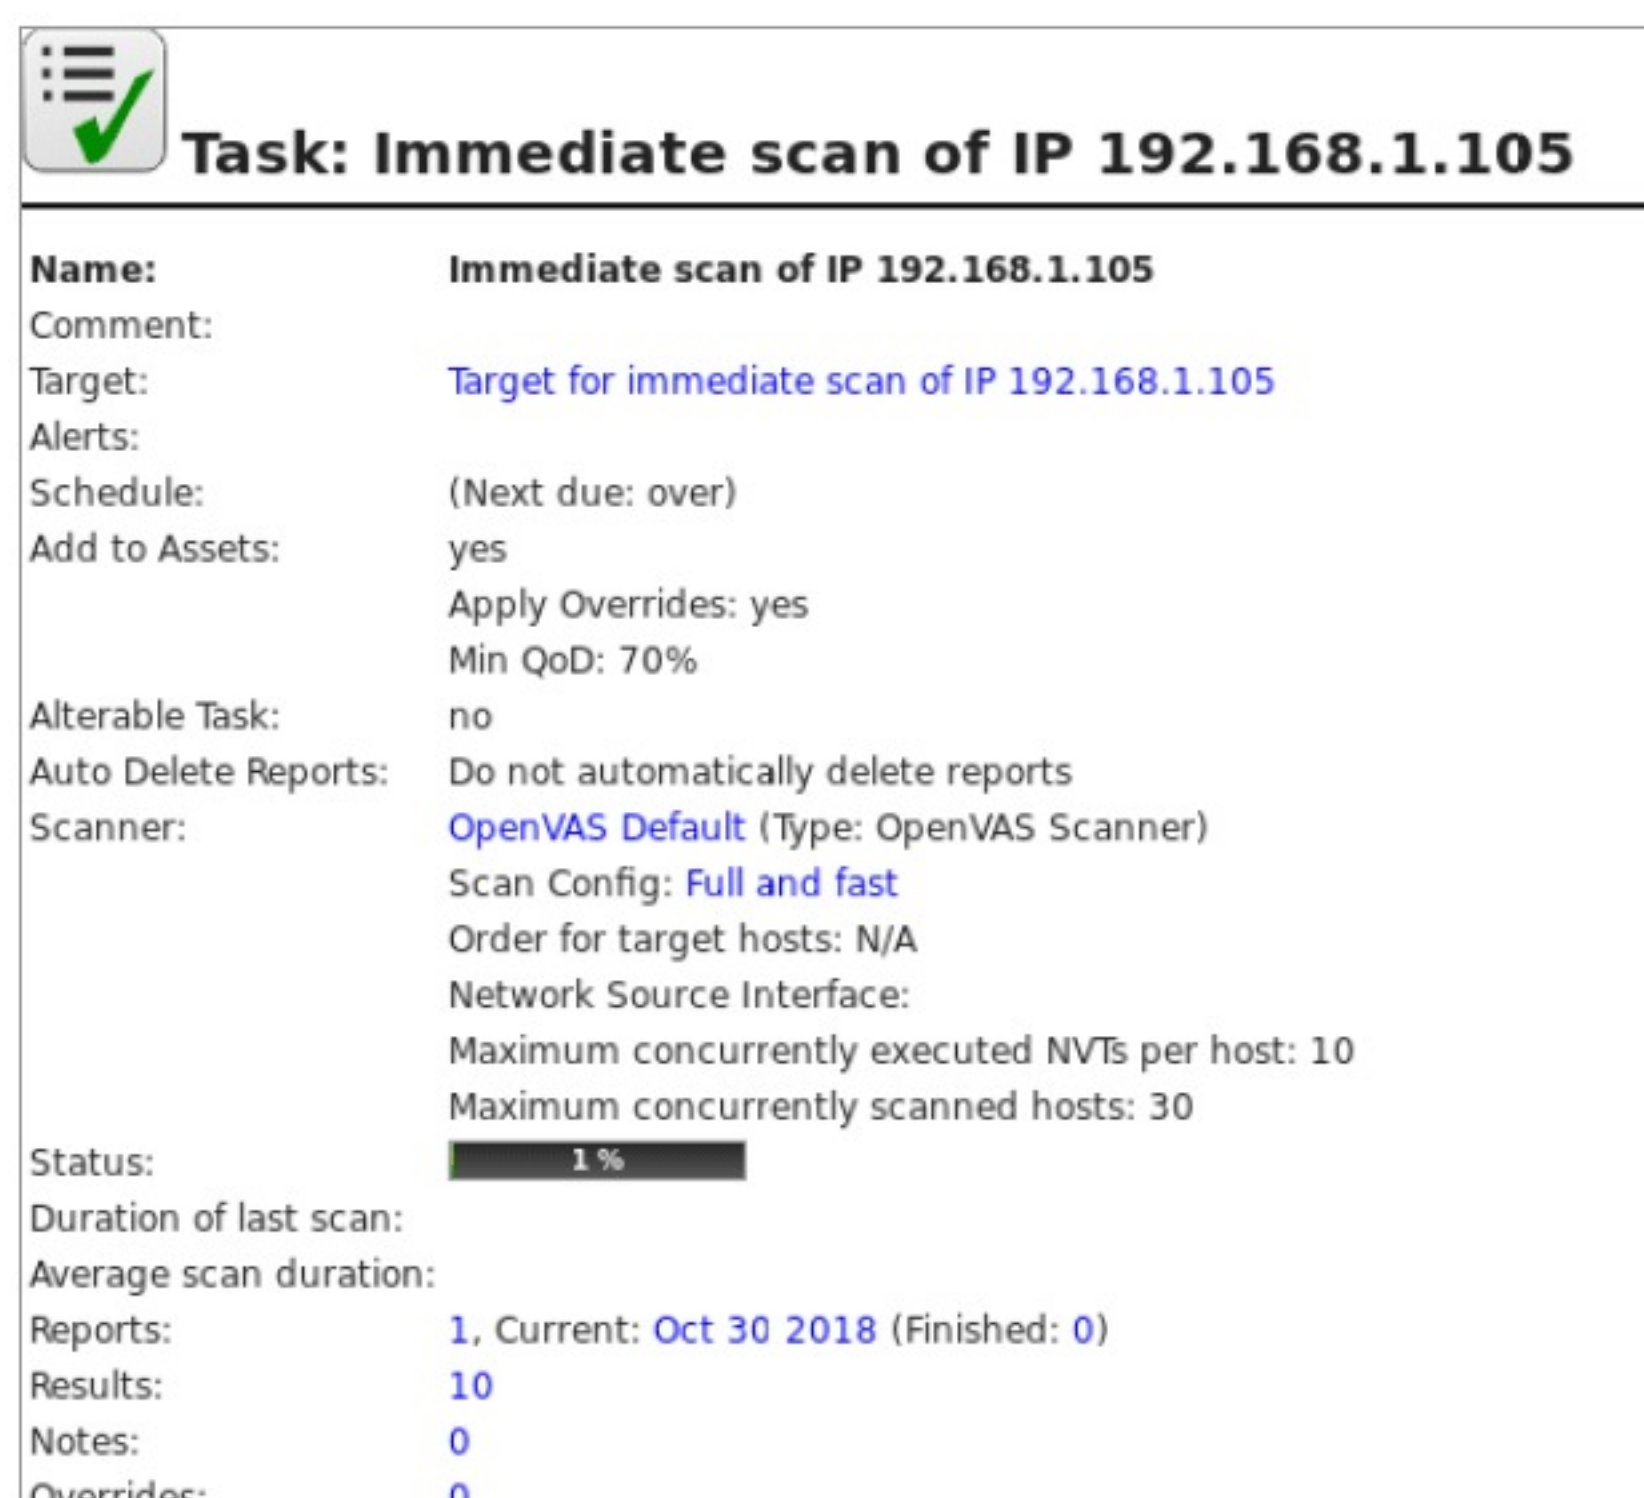 Task: Immediate scan of IP 192.168.1.105
Name: Immediate scan of IP 192.168.1.105
Comment:
Target: Target for immediate scan of IP 192.168.1.105
Alerts:
Schedule: (Next due: over)
Add to Assets: yes
Apply Overrides: yes
Min QoD: 70%
Alterable Task: no
Auto Delete Reports: Do not automatically delete reports
Scanner: OpenVAS Default (Type: OpenVAS Scanner)
Scan Config: Full and fast
Order for target hosts: N/A
Network Source Interface:
Maximum concurrently executed NVTs per host: 10
Maximum concurrently scanned hosts: 30
Status: 1 %
Duration of last scan:
Average scan duration:
Reports: 1, Current: Oct 30 2018 (Finished: 0)
Results: 10
Notes: 0
Overrides: 0